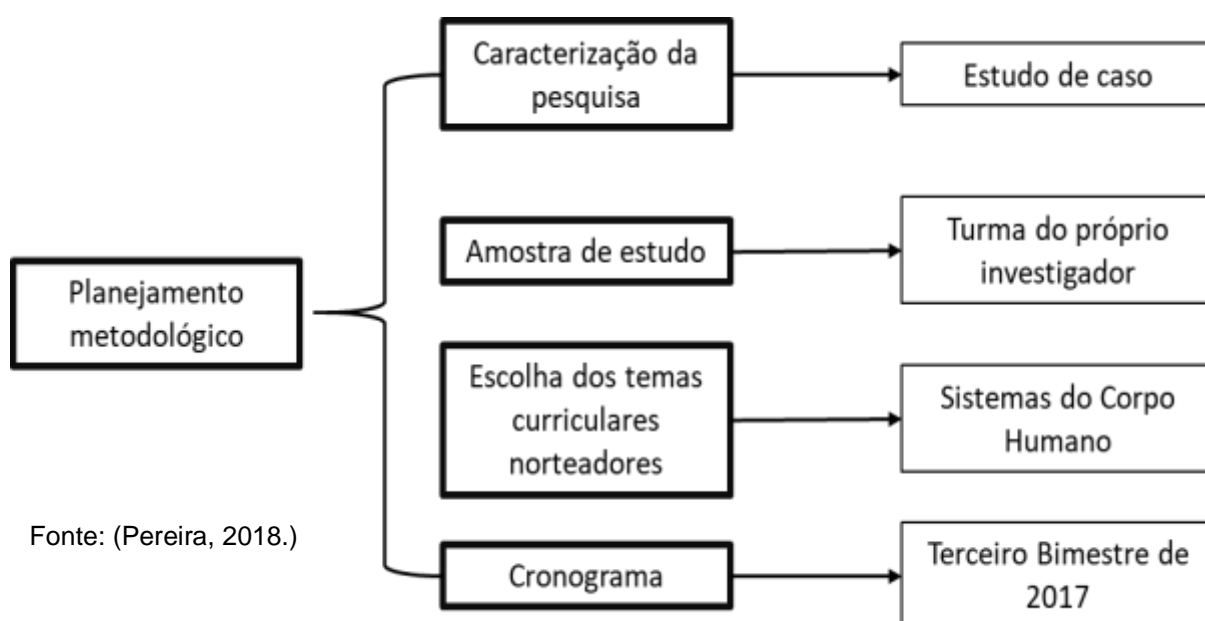 Planejamento
metodológico
Caracterização da
pesquisa
Estudo de caso
Amostra de estudo
Turma do próprio
investigador
Escolha dos temas
curriculares
norteadores
Sistemas do Corpo
Humano
Cronograma
Terceiro Bimestre de
2017
Fonte: (Pereira, 2018.)